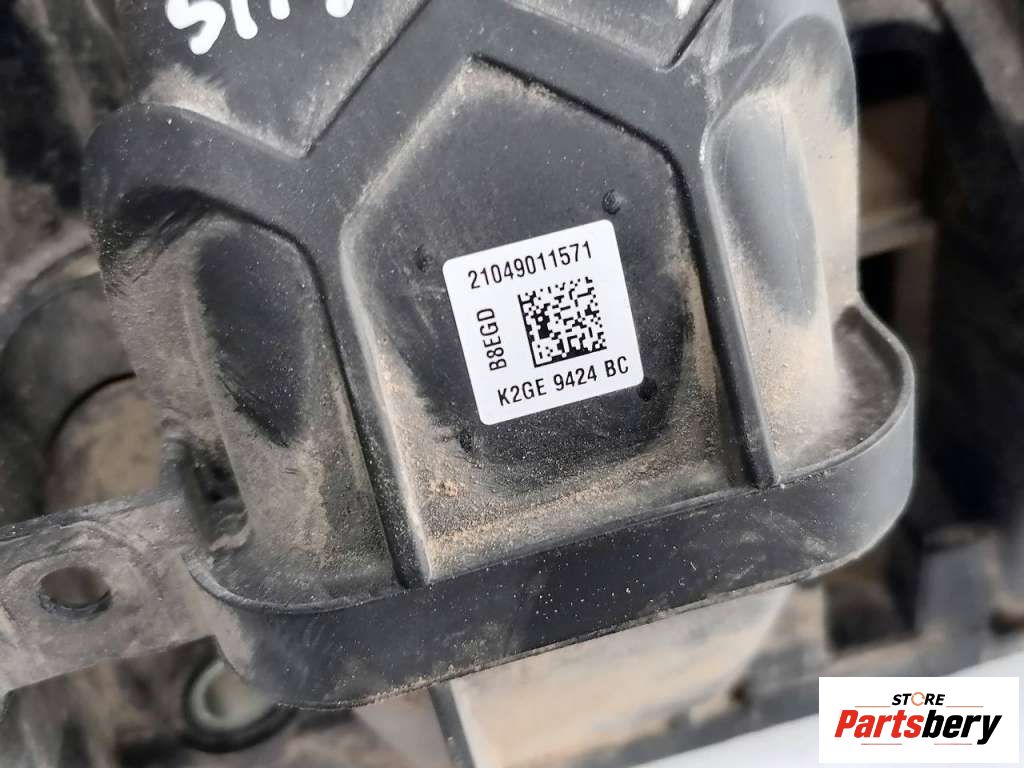 21049011571
B8EGD
K2GE 9424 BC
STORE
Partsbery